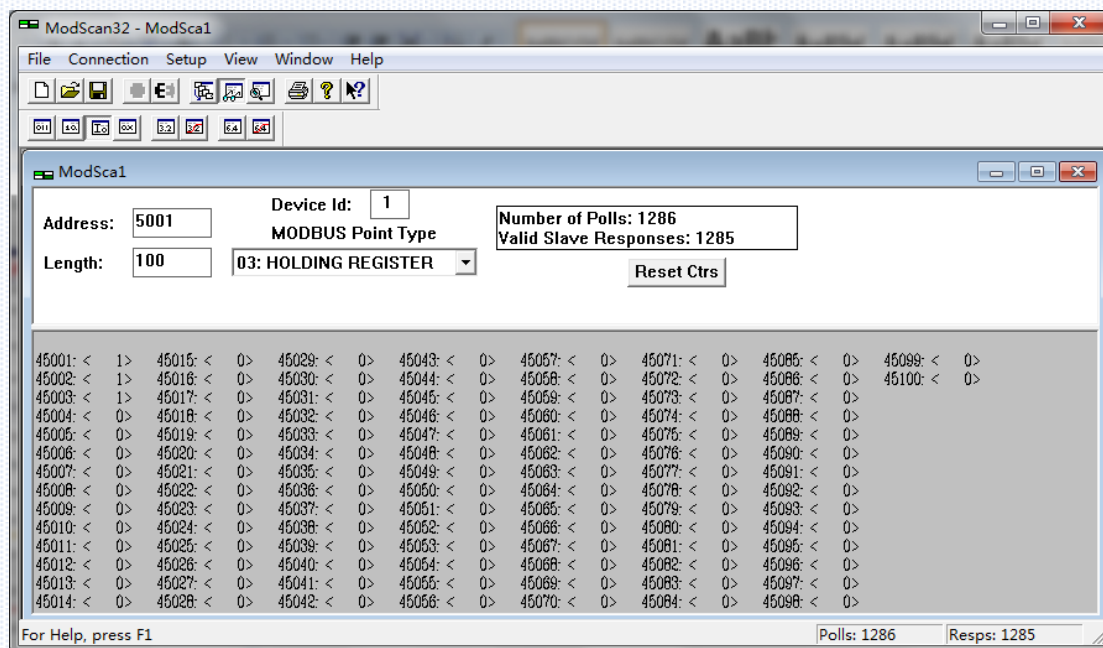 ModScan32 - ModSca1
File Connection Setup View Window Help
ModSca1
Address: 5001
Device Id: 1
MODBUS Point Type
Length: 100
03: HOLDING REGISTER
Number of Polls: 1286
Valid Slave Responses: 1285
Reset Ctrs
45001: < 1> 45015: < 0> 45029: < 0> 45043: < 0> 45057: < 0> 45071: < 0> 45085: < 0> 45099: < 0>
45002: < 1> 45016: < 0> 45030: < 0> 45044: < 0> 45058: < 0> 45072: < 0> 45086: < 0> 45100: < 0>
45003: < 1> 45017: < 0> 45031: < 0> 45045: < 0> 45059: < 0> 45073: < 0> 45087: < 0>
45004: < 0> 45018: < 0> 45032: < 0> 45046: < 0> 45060: < 0> 45074: < 0> 45088: < 0>
45005: < 0> 45019: < 0> 45033: < 0> 45047: < 0> 45061: < 0> 45075: < 0> 45089: < 0>
45006: < 0> 45020: < 0> 45034: < 0> 45048: < 0> 45062: < 0> 45076: < 0> 45090: < 0>
45007: < 0> 45021: < 0> 45035: < 0> 45049: < 0> 45063: < 0> 45077: < 0> 45091: < 0>
45008: < 0> 45022: < 0> 45036: < 0> 45050: < 0> 45064: < 0> 45078: < 0> 45092: < 0>
45009: < 0> 45023: < 0> 45037: < 0> 45051: < 0> 45065: < 0> 45079: < 0> 45093: < 0>
45010: < 0> 45024: < 0> 45038: < 0> 45052: < 0> 45066: < 0> 45080: < 0> 45094: < 0>
45011: < 0> 45025: < 0> 45039: < 0> 45053: < 0> 45067: < 0> 45081: < 0> 45095: < 0>
45012: < 0> 45026: < 0> 45040: < 0> 45054: < 0> 45068: < 0> 45082: < 0> 45096: < 0>
45013: < 0> 45027: < 0> 45041: < 0> 45055: < 0> 45069: < 0> 45083: < 0> 45097: < 0>
45014: < 0> 45028: < 0> 45042: < 0> 45056: < 0> 45070: < 0> 45084: < 0> 45098: < 0>
For Help, press F1
Polls: 1286
Resps: 1285